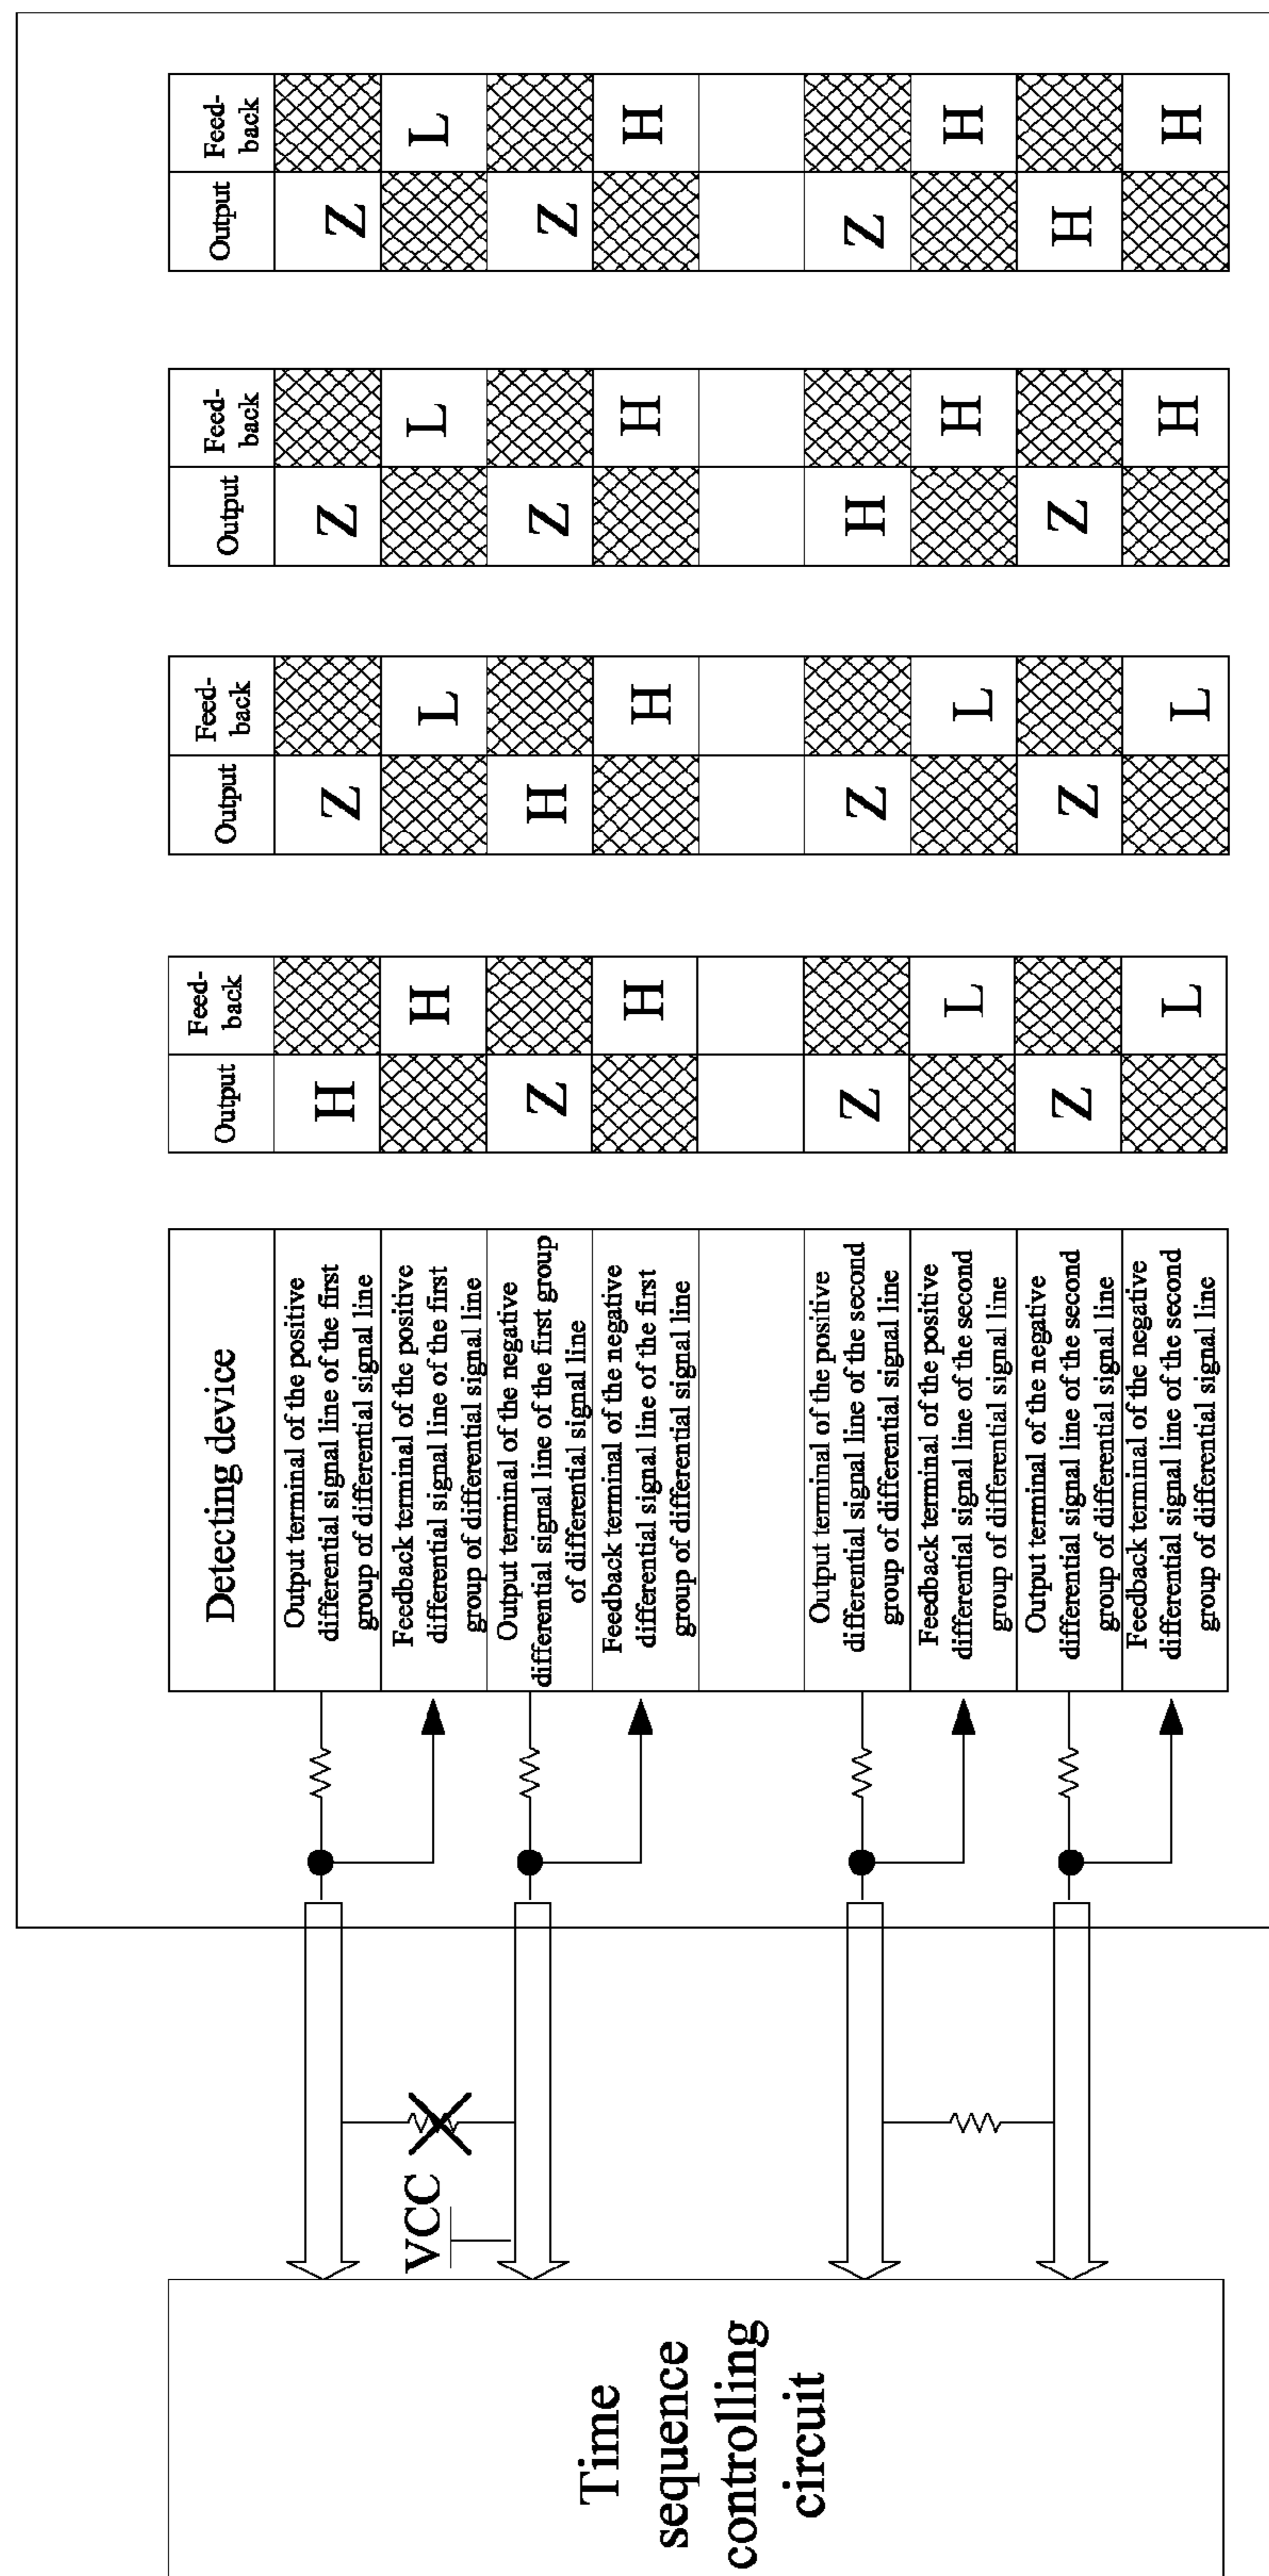 Time
sequence
controlling
circuit
VCC
Detecting device
Output terminal of the positive
differential signal line of the first
group of differential signal line
Feedback terminal of the positive
differential signal line of the first
group of differential signal line
Output terminal of the negative
differential signal line of the first group
of differential signal line
Feedback terminal of the negative
differential signal line of the first
group of differential signal line
Output terminal of the positive
differential signal line of the second
group of differential signal line
Feedback terminal of the positive
differential signal line of the second
group of differential signal line
Output terminal of the negative
differential signal line of the second
group of differential signal line
Feedback terminal of the negative
differential signal line of the second
group of differential signal line
Output
Feed-
back
H
H
Z
H
Z
L
Z
L
Output
Feed-
back
Z
L
H
H
Z
L
Z
L
Output
Feed-
back
Z
L
Z
H
H
H
Z
H
Output
Feed-
back
Z
L
Z
H
Z
H
H
H